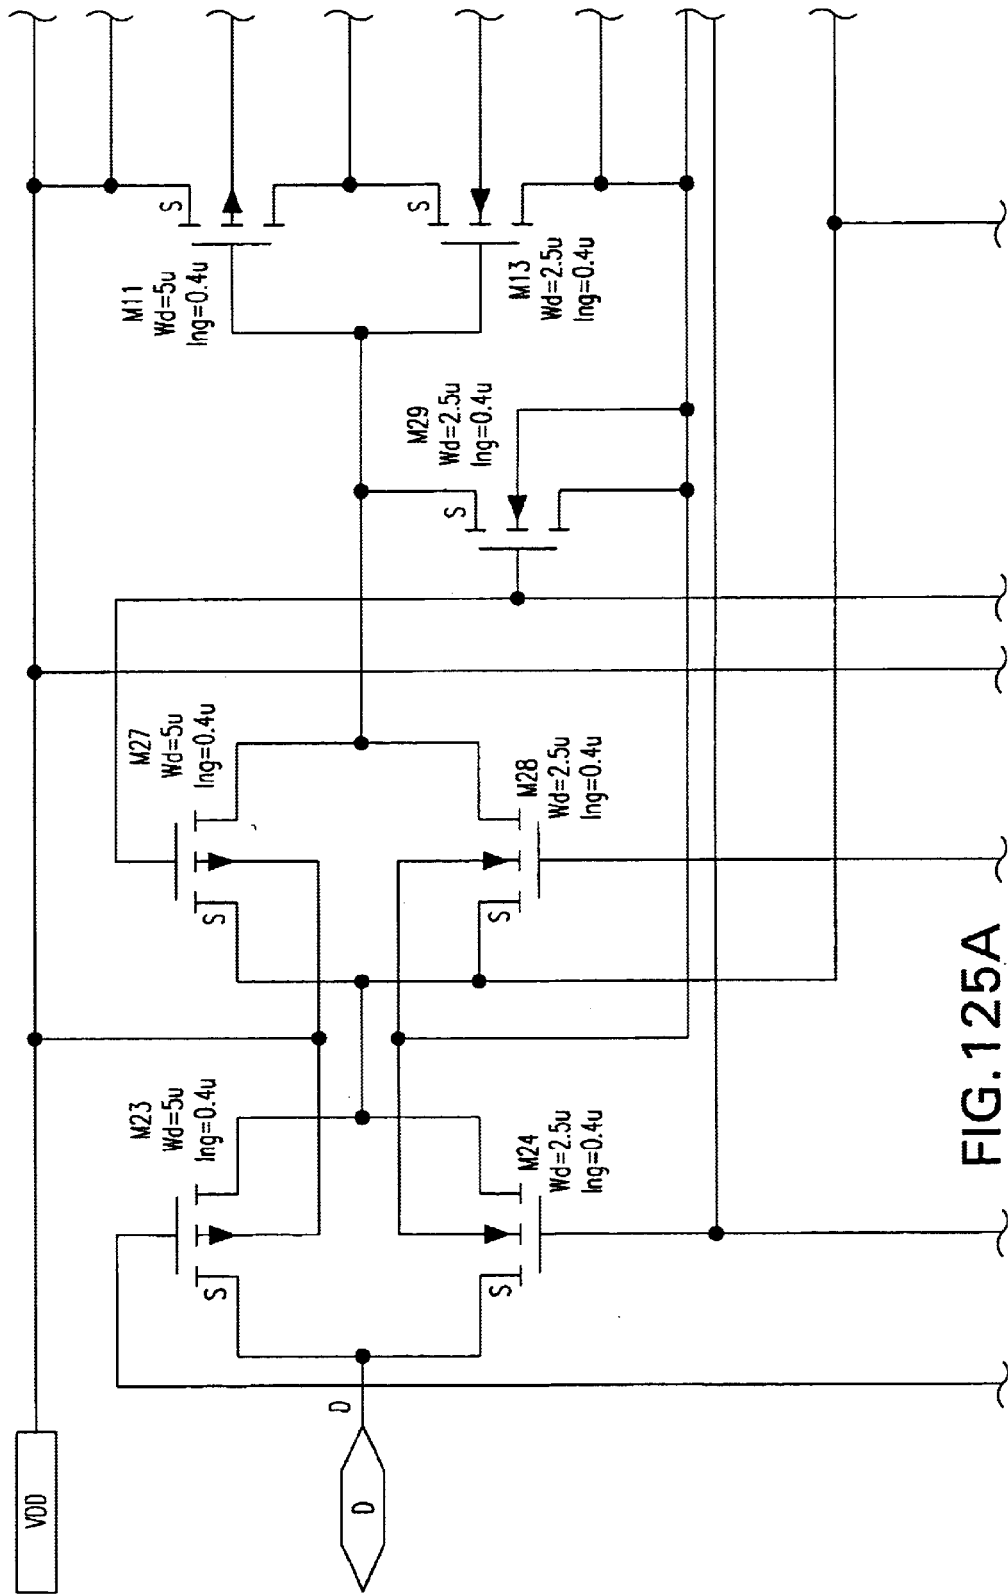 VDD
D
D
M23
Wd=5u
lng=0.4u
S
M24
Wd=2.5u
lng=0.4u
S
M27
Wd=5u
lng=0.4u
S
M28
Wd=2.5u
lng=0.4u
S
M29
Wd=2.5u
lng=0.4u
S
M11
Wd=5u
lng=0.4u
S
M13
Wd=2.5u
lng=0.4u
S
FIG.125A